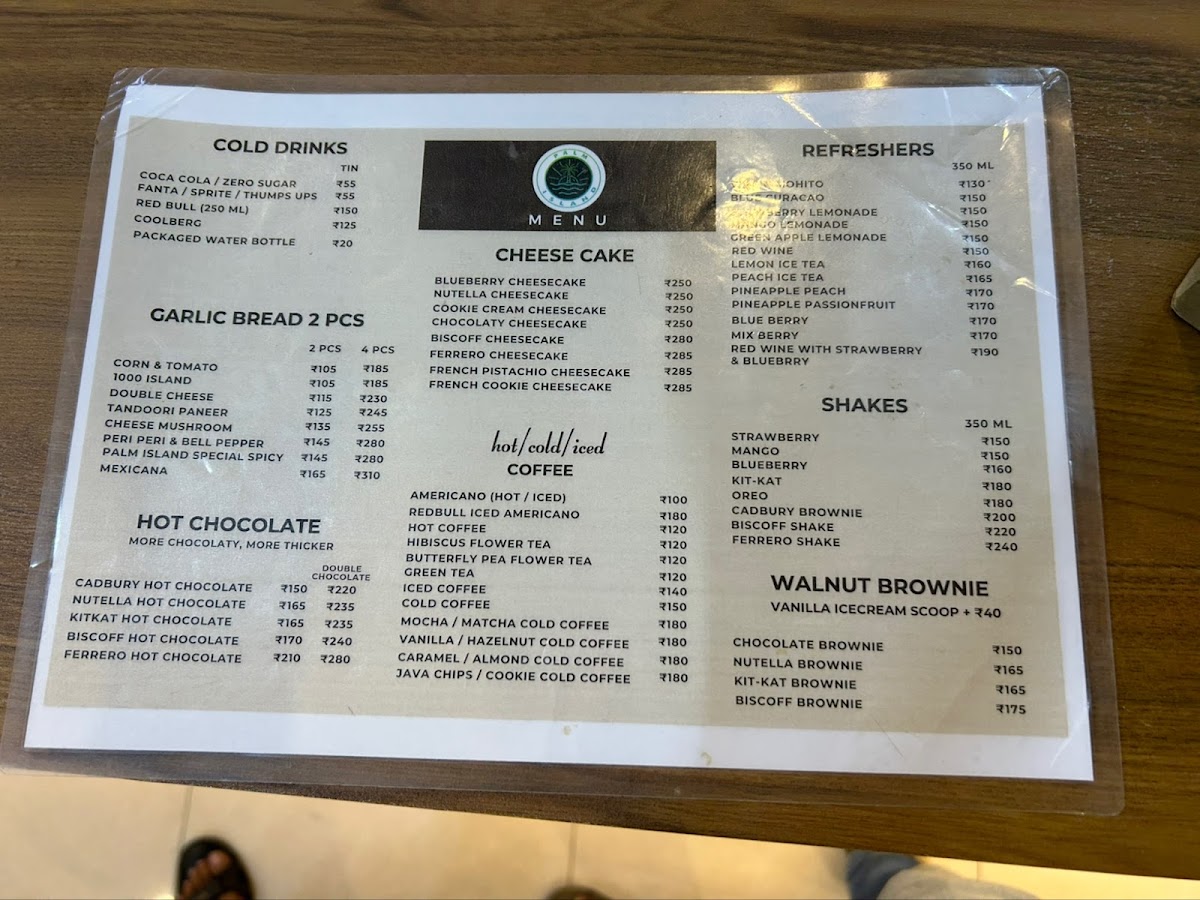 COLD DRINKS
TIN
COCA COLA / ZERO SUGAR ₹55
FANTA / SPRITE / THUMPS UPS ₹55
RED BULL (250 ML) ₹150
COOLBERG ₹125
PACKAGED WATER BOTTLE ₹20
GARLIC BREAD 2 PCS
2 PCS 4 PCS
CORN & TOMATO ₹105 ₹185
1000 ISLAND ₹105 ₹185
DOUBLE CHEESE ₹115 ₹230
TANDOORI PANEER ₹125 ₹245
CHEESE MUSHROOM ₹135 ₹255
PERI PERI & BELL PEPPER ₹145 ₹280
PALM ISLAND SPECIAL SPICY ₹145 ₹280
MEXICANA ₹165 ₹310
HOT CHOCOLATE
MORE CHOCOLATY, MORE THICKER
DOUBLE
CHOCOLATE
CADBURY HOT CHOCOLATE ₹150 ₹220
NUTELLA HOT CHOCOLATE ₹165 ₹235
KITKAT HOT CHOCOLATE ₹165 ₹235
BISCOFF HOT CHOCOLATE ₹170 ₹240
FERRERO HOT CHOCOLATE ₹210 ₹280
PALM
ISLAND
MENU
CHEESE CAKE
BLUEBERRY CHEESECAKE ₹250
NUTELLA CHEESECAKE ₹250
COOKIE CREAM CHEESECAKE ₹250
CHOCOLATY CHEESECAKE ₹250
BISCOFF CHEESECAKE ₹280
FERRERO CHEESECAKE ₹285
FRENCH PISTACHIO CHEESECAKE ₹285
FRENCH COOKIE CHEESECAKE ₹285
hot/cold/iced
COFFEE
AMERICANO (HOT / ICED) ₹100
REDBULL ICED AMERICANO ₹180
HOT COFFEE ₹120
HIBISCUS FLOWER TEA ₹120
BUTTERFLY PEA FLOWER TEA ₹120
GREEN TEA ₹120
ICED COFFEE ₹140
COLD COFFEE ₹150
MOCHA / MATCHA COLD COFFEE ₹180
VANILLA / HAZELNUT COLD COFFEE ₹180
CARAMEL / ALMOND COLD COFFEE ₹180
JAVA CHIPS / COOKIE COLD COFFEE ₹180
REFRESHERS
350 ML
MOHITO ₹130
BLUE CURACAO ₹150
LEMONADE ₹150
MANGO LEMONADE ₹150
GREEN APPLE LEMONADE ₹150
RED WINE ₹150
LEMON ICE TEA ₹160
PEACH ICE TEA ₹165
PINEAPPLE PEACH ₹170
PINEAPPLE PASSIONFRUIT ₹170
BLUE BERRY ₹170
MIX BERRY ₹170
RED WINE WITH STRAWBERRY ₹190
& BLUEBRRY
SHAKES
350 ML
STRAWBERRY ₹150
MANGO ₹150
BLUEBERRY ₹160
KIT-KAT ₹180
OREO ₹180
CADBURY BROWNIE ₹200
BISCOFF SHAKE ₹220
FERRERO SHAKE ₹240
WALNUT BROWNIE
VANILLA ICECREAM SCOOP + ₹40
CHOCOLATE BROWNIE ₹150
NUTELLA BROWNIE ₹165
KIT-KAT BROWNIE ₹165
BISCOFF BROWNIE ₹175